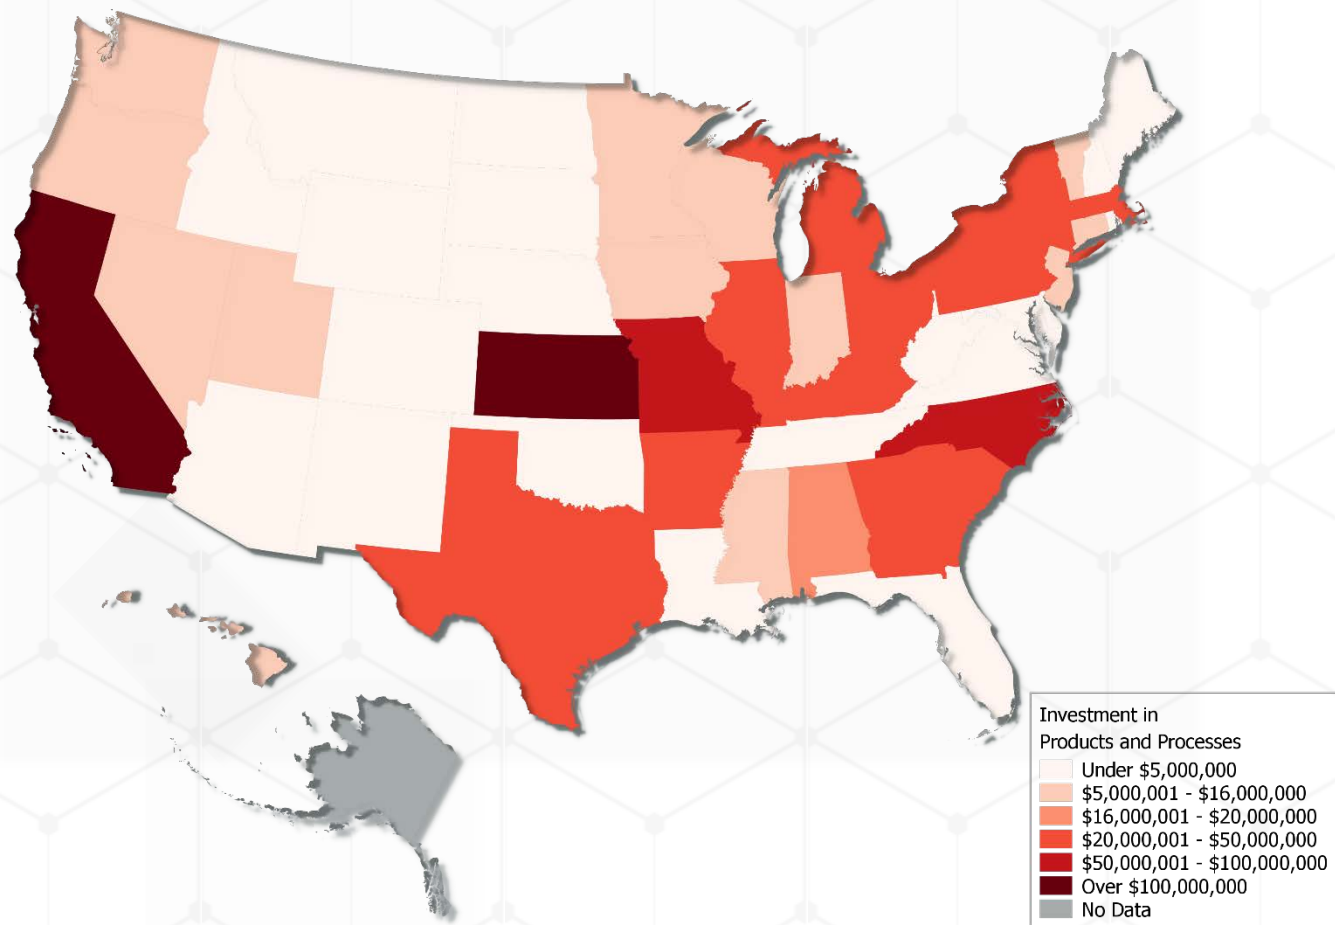 Investment in
Products and Processes
Under $5,000,000
$5,000,001 - $16,000,000
$16,000,001 - $20,000,000
$20,000,001 - $50,000,000
$50,000,001 - $100,000,000
Over $100,000,000
No Data